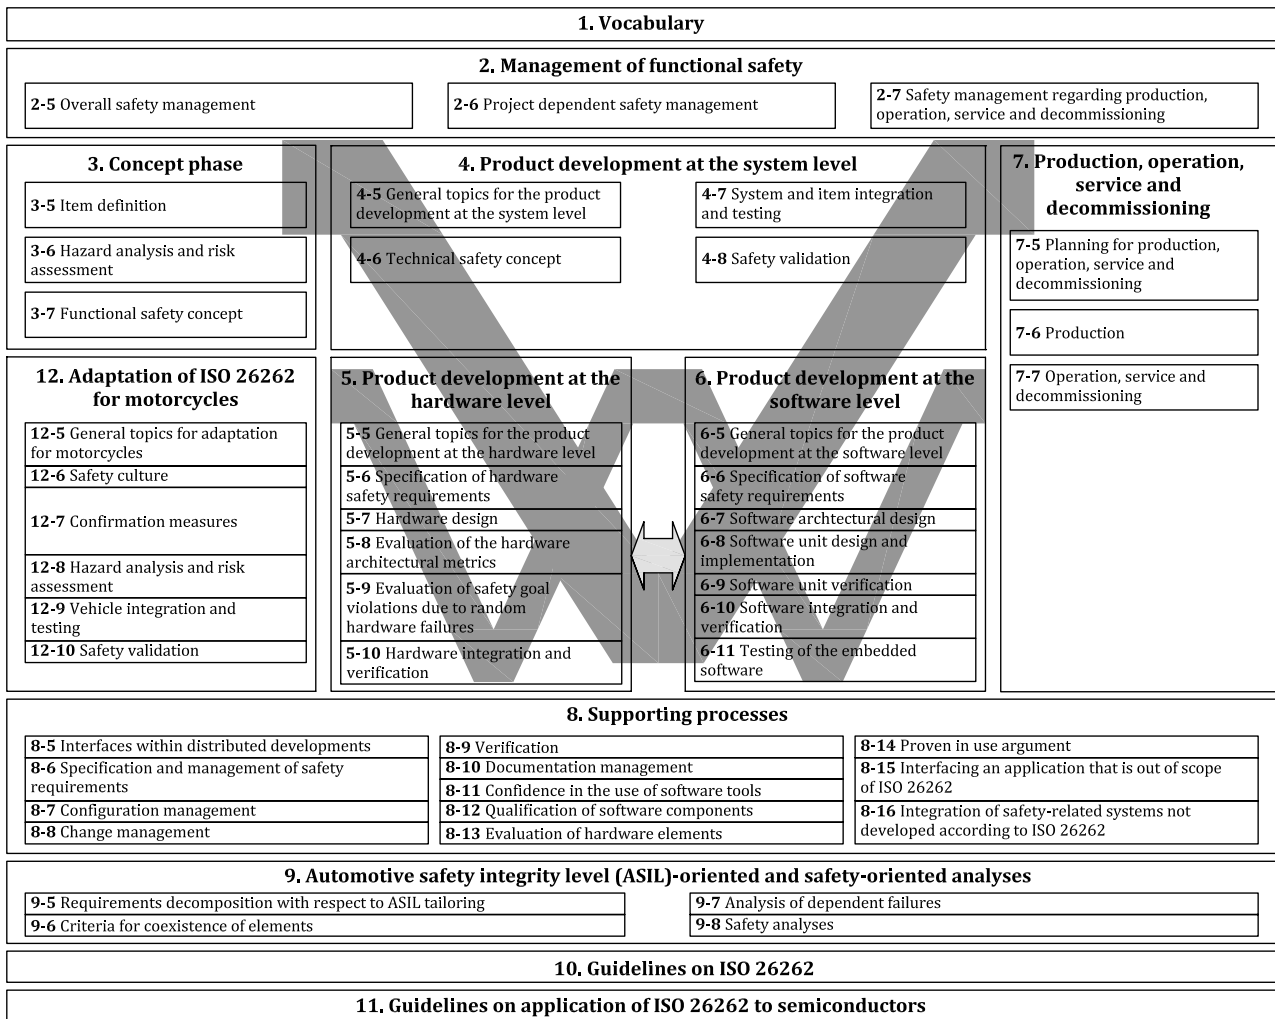 1. Vocabulary
2. Management of functional safety
2-5 Overall safety management
2-6 Project dependent safety management
2-7 Safety management regarding production,
operation, service and decommissioning
3. Concept phase
3-5 Item definition
3-6 Hazard analysis and risk
assessment
3-7 Functional safety concept
4. Product development at the system level
4-5 General topics for the product
development at the system level
4-6 Technical safety concept
4-7 System and item integration
and testing
4-8 Safety validation
7. Production, operation,
service and
decommissioning
7-5 Planning for production,
operation, service and
decommissioning
7-6 Production
7-7 Operation, service and
decommissioning
12. Adaptation of ISO 26262
for motorcycles
12-5 General topics for adaptation
for motorcycles
12-6 Safety culture
12-7 Confirmation measures
12-8 Hazard analysis and risk
assessment
12-9 Vehicle integration and
testing
12-10 Safety validation
5. Product development at the
hardware level
5-5 General topics for the product
development at the hardware level
5-6 Specification of hardware
safety requirements
5-7 Hardware design
5-8 Evaluation of the hardware
architectural metrics
5-9 Evaluation of safety goal
violations due to random
hardware failures
5-10 Hardware integration and
verification
6. Product development at the
software level
6-5 General topics for the product
development at the software level
6-6 Specification of software
safety requirements
6-7 Software archtectural design
6-8 Software unit design and
implementation
6-9 Software unit verification
6-10 Software integration and
verification
6-11 Testing of the embedded
software
8. Supporting processes
8-5 Interfaces within distributed developments
8-6 Specification and management of safety
requirements
8-7 Configuration management
8-8 Change management
8-9 Verification
8-10 Documentation management
8-11 Confidence in the use of software tools
8-12 Qualification of software components
8-13 Evaluation of hardware elements
8-14 Proven in use argument
8-15 Interfacing an application that is out of scope
of ISO 26262
8-16 Integration of safety-related systems not
developed according to ISO 26262
9. Automotive safety integrity level (ASIL)-oriented and safety-oriented analyses
9-5 Requirements decomposition with respect to ASIL tailoring
9-6 Criteria for coexistence of elements
9-7 Analysis of dependent failures
9-8 Safety analyses
10. Guidelines on ISO 26262
11. Guidelines on application of ISO 26262 to semiconductors